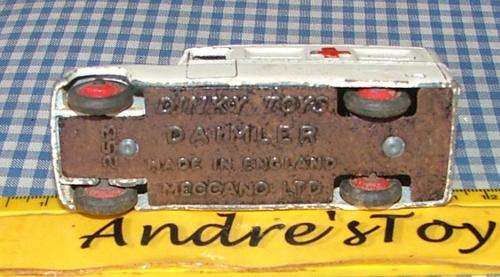 DINKY TOYS
DAIMLER
253
MADE IN ENGLAND
MECCANO LTD
Andre'sToy